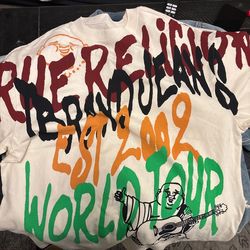 TRUE RELIGION
BRAND JEANS
EST 2002
WORLD TOUR